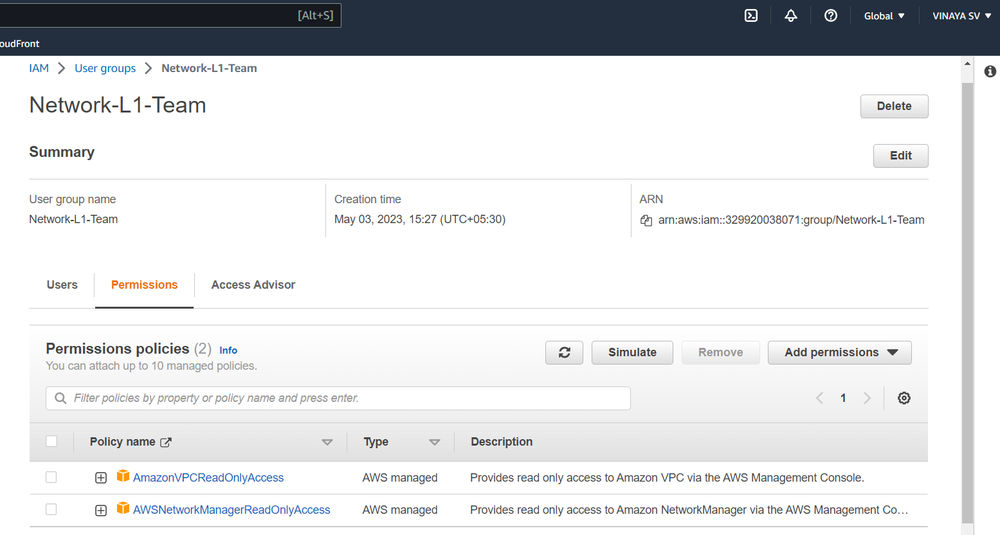 [Alt+S]
Global
VINAYA SV
oudFront
IAM > User groups > Network-L1-Team
Network-L1-Team
Delete
Summary
Edit
User group name
Creation time
ARN
Network-L1-Team
May 03, 2023, 15:27 (UTC+05:30)
arn:aws:iam::329920038071:group/Network-L1-Team
Users
Permissions
Access Advisor
Permissions policies (2) Info
You can attach up to 10 managed policies.
Simulate
Remove
Add permissions
Filter policies by property or policy name and press enter.
1
Policy name
Type
Description
AmazonVPCReadOnlyAccess
AWS managed
Provides read only access to Amazon VPC via the AWS Management Console.
AWSNetworkManagerReadOnlyAccess
AWS managed
Provides read only access to Amazon NetworkManager via the AWS Management Co…